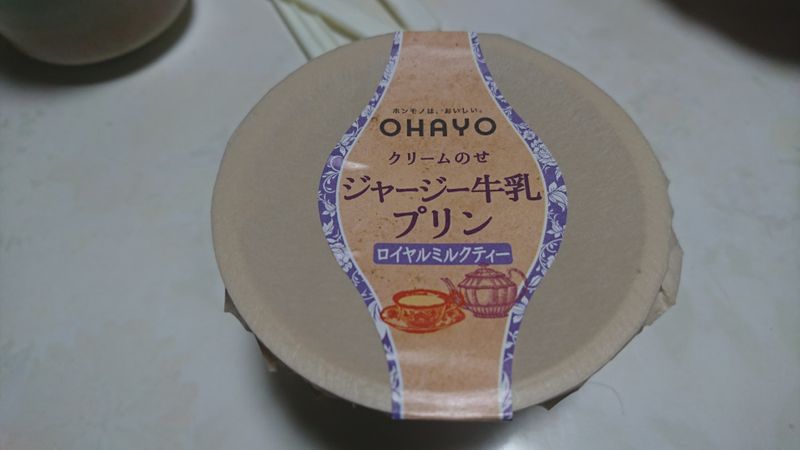 ホンモノは、おいしい。
OHAYO
クリームのせ
ジャージー牛乳
プリン
ロイヤルミルクティー